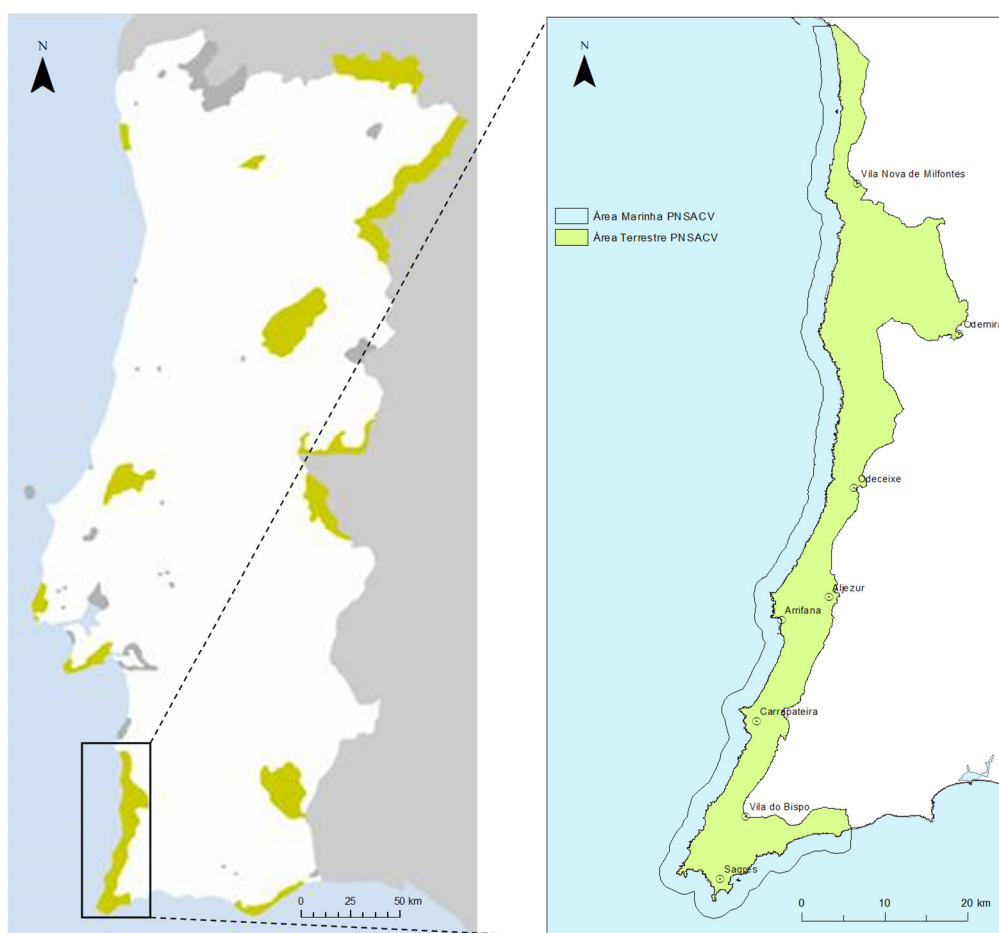 N
0 25 50 km
N
Vila Nova de Milfontes
Área Marinha PNSACV
Área Terrestre PNSACV
Odemira
Odeceixe
Aljezur
Arrifana
Carrapateira
Vila do Bispo
Sagres
0 10 20 km